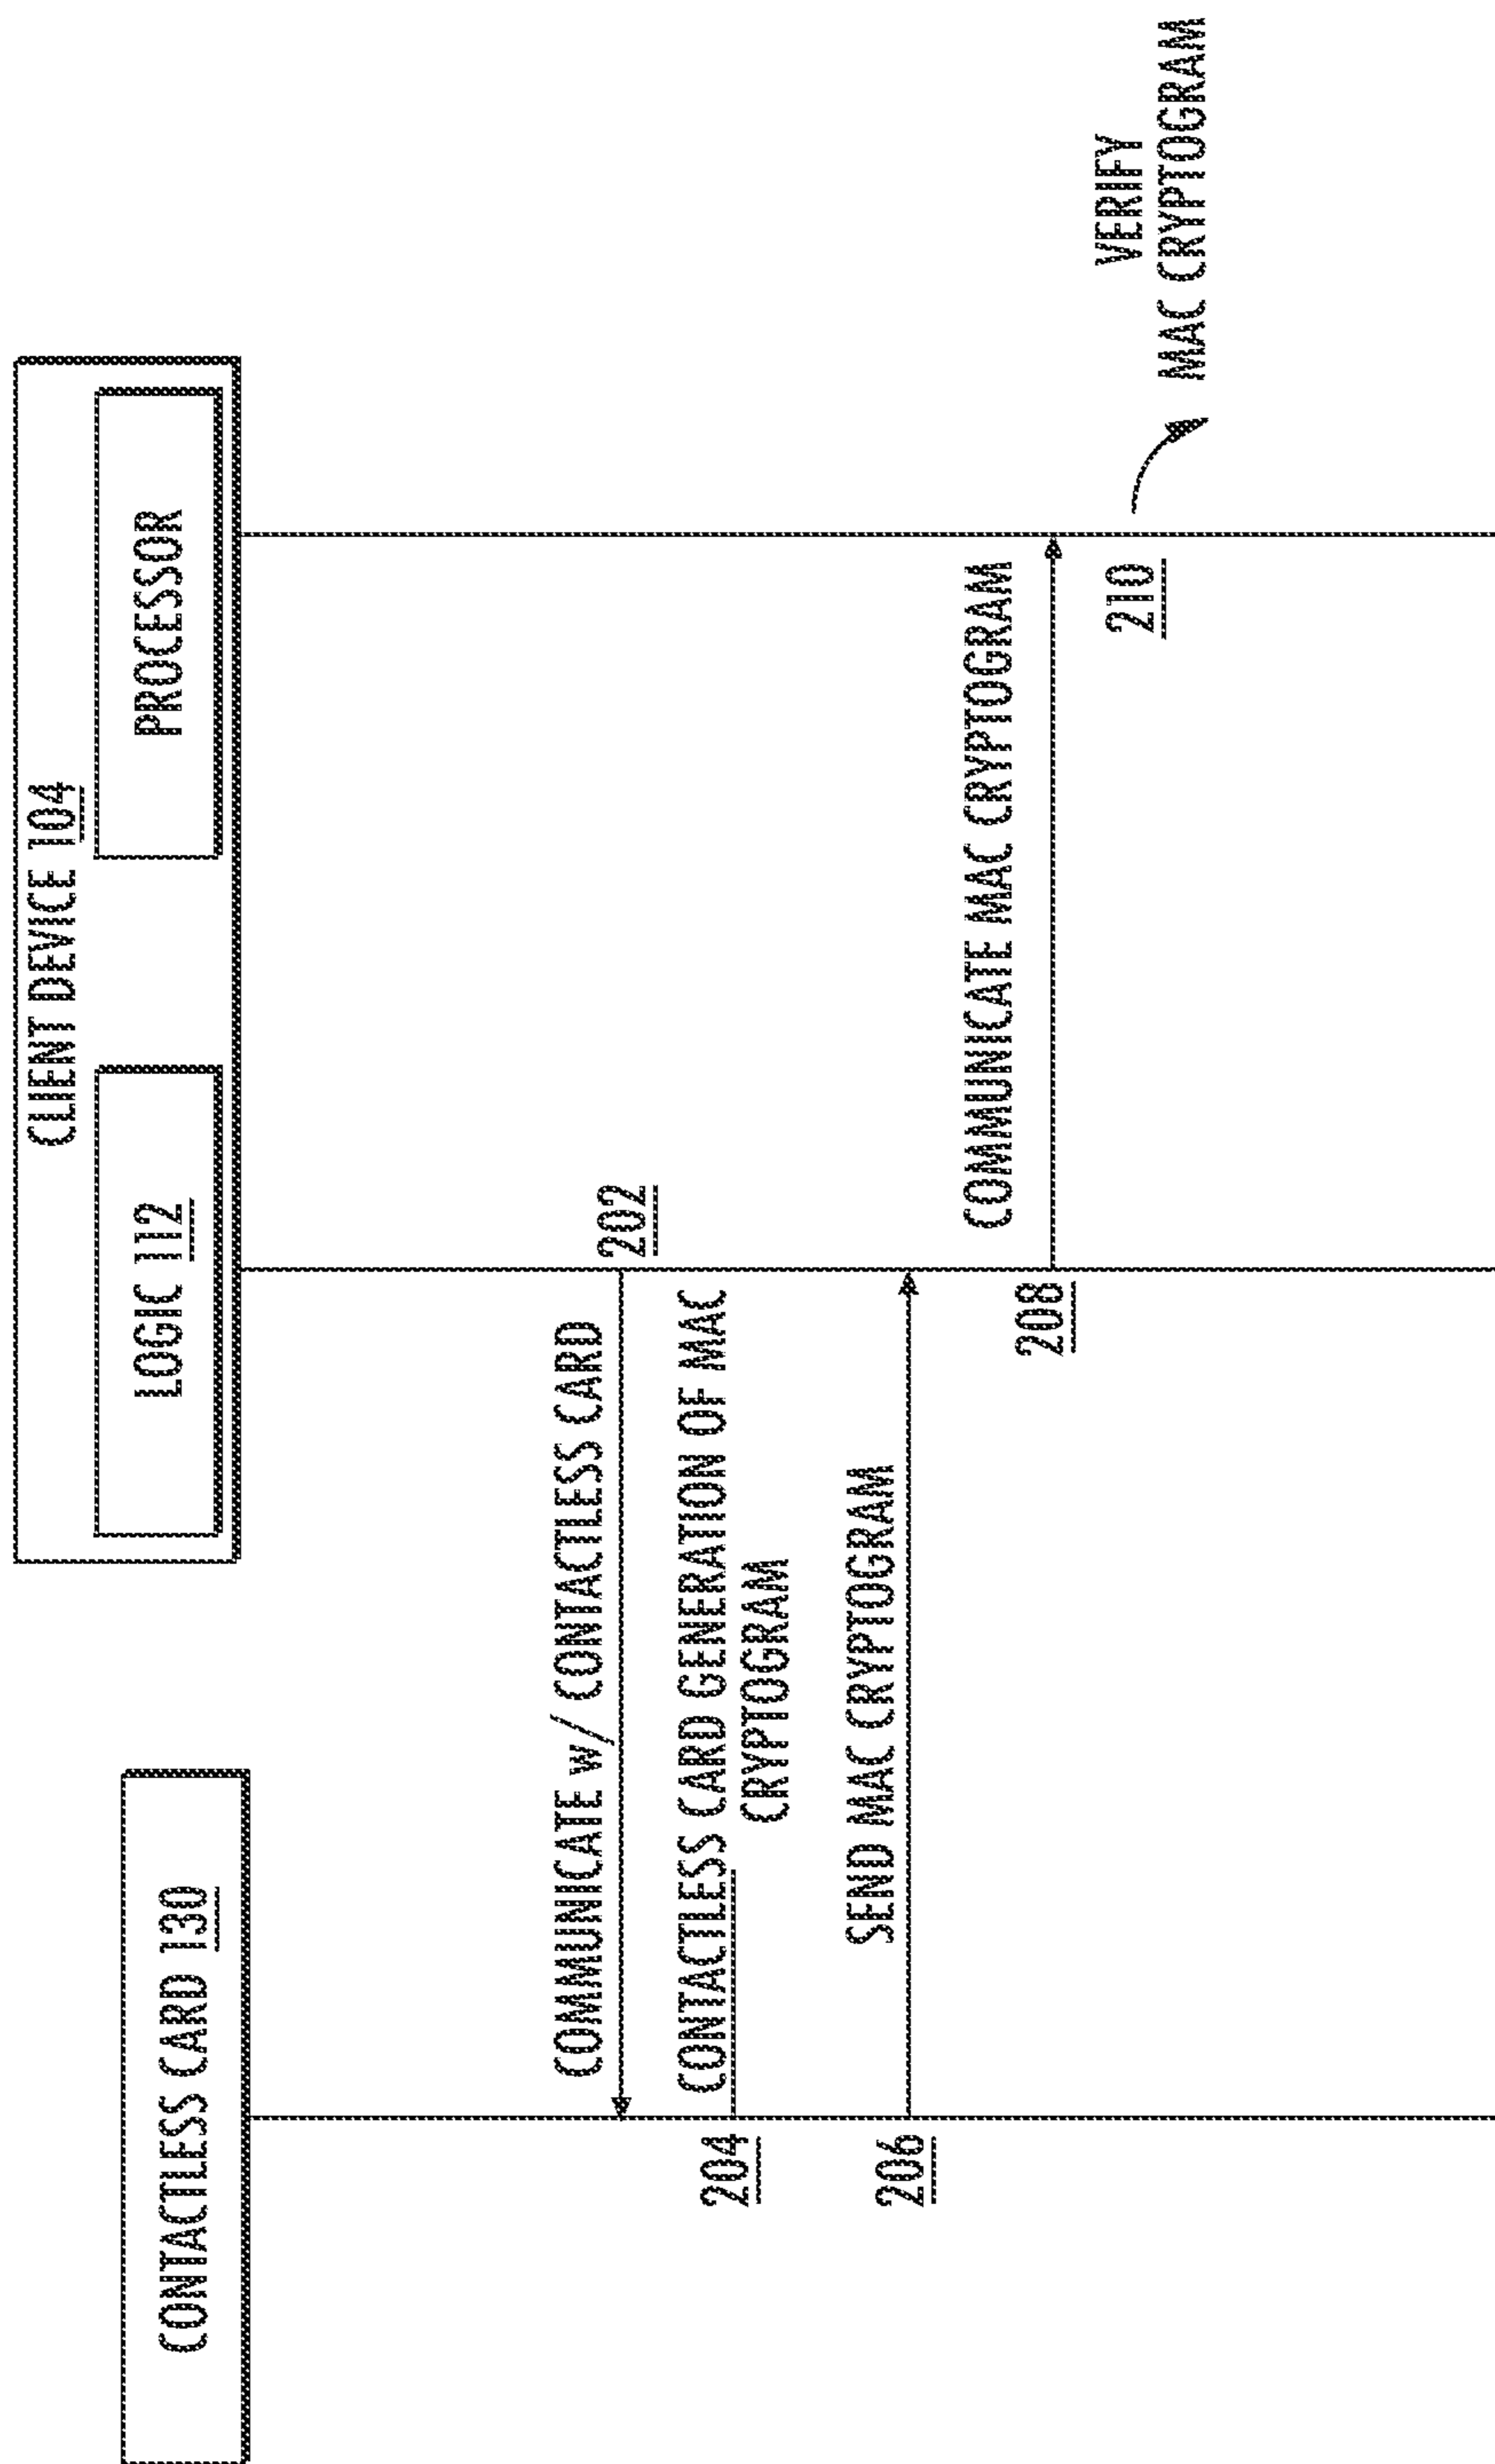 CLIENT DEVICE 104
CONTACTLESS CARD 130
LOGIC 112
PROCESSOR
COMMUNICATE w/ CONTACTLESS CARD
202
204
CONTACTLESS CARD GENERATION OF MAC
CRYPTOGRAM
206
SEND MAC CRYPTOGRAM
COMMUNICATE MAC CRYPTOGRAM
208
210
VERIFY
MAC CRYPTOGRAM